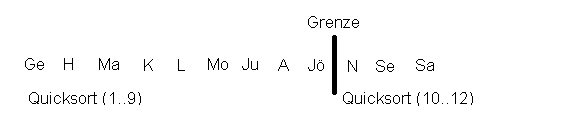 Grenze
Ge H Ma K L Mo Ju A Jö N Se Sa
Quicksort (1..9) Quicksort (10..12)